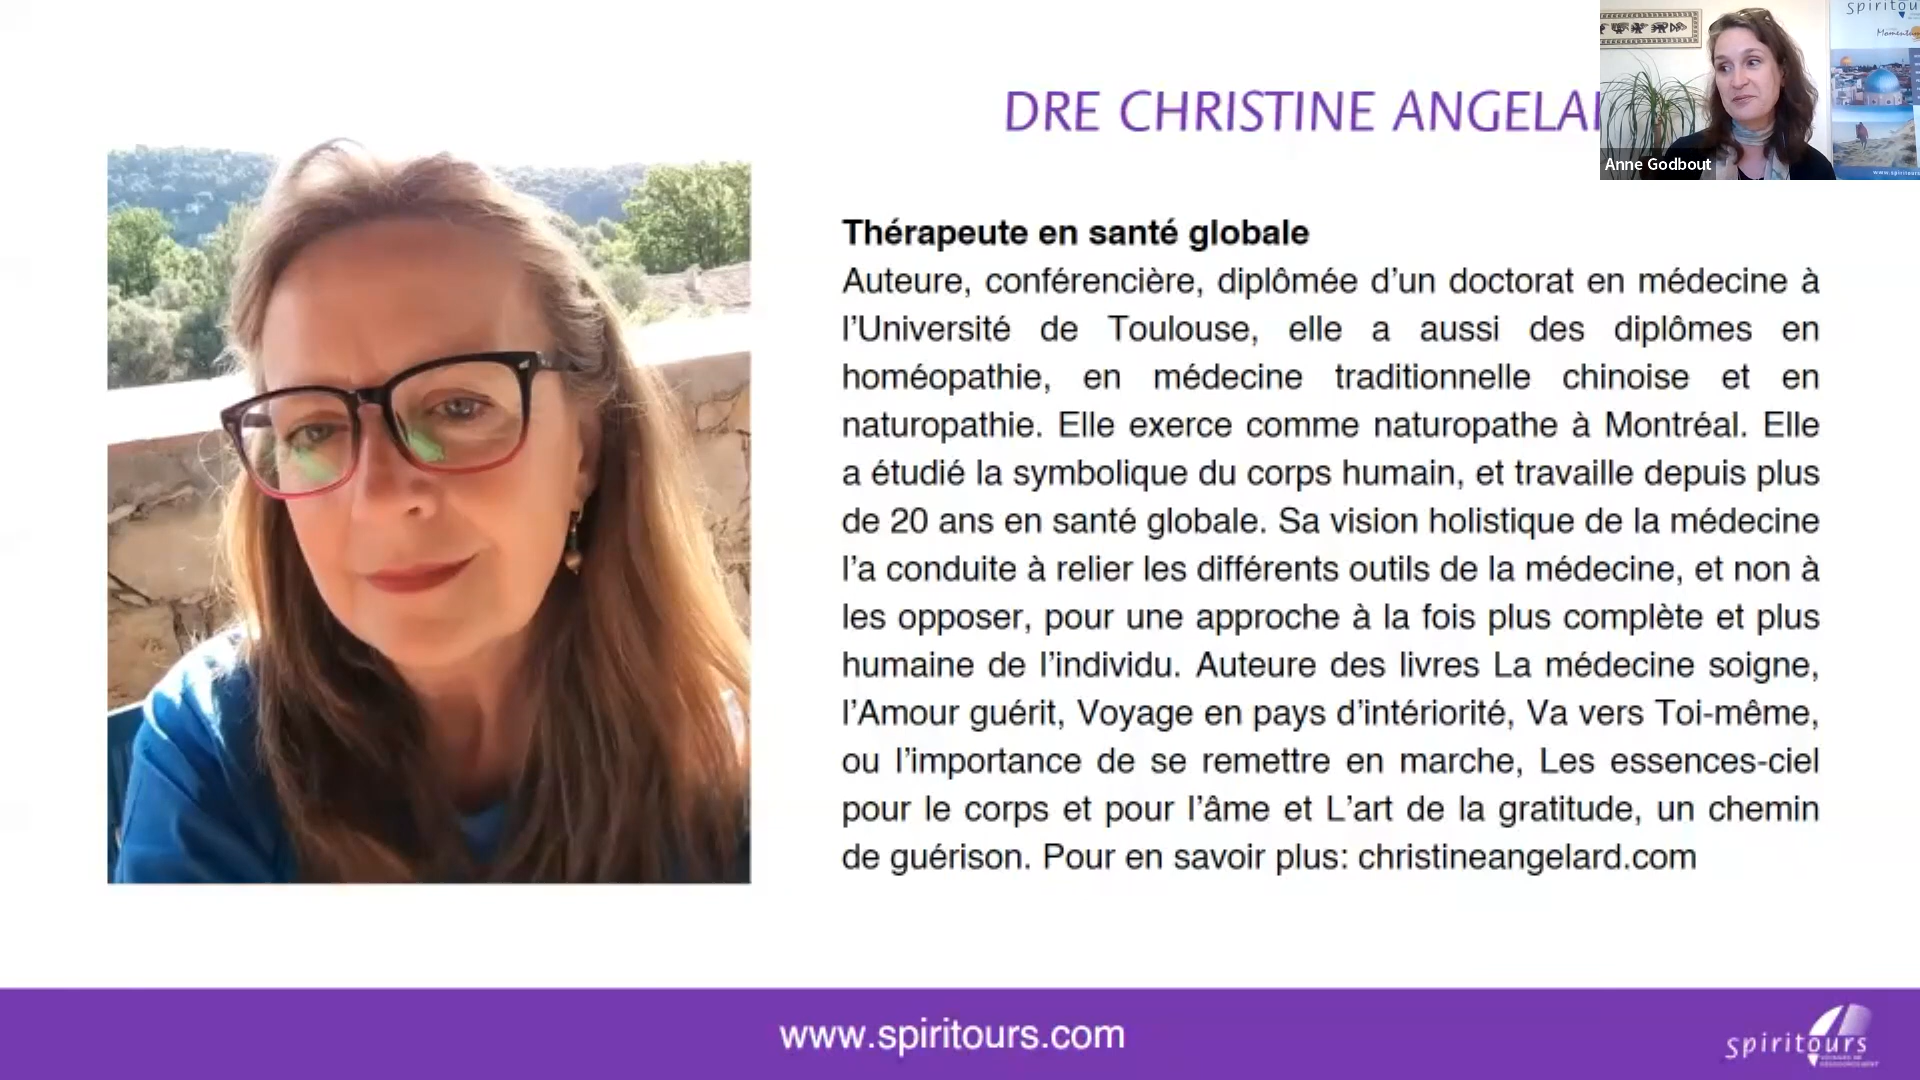 DRE CHRISTINE ANGELA
spiritou
Momentum
www.spiritours
Anne Godbout
Thérapeute en santé globale
Auteure, conférencière, diplômée d’un doctorat en médecine à
l’Université de Toulouse, elle a aussi des diplômes en
homéopathie, en médecine traditionnelle chinoise et en
naturopathie. Elle exerce comme naturopathe à Montréal. Elle
a étudié la symbolique du corps humain, et travaille depuis plus
de 20 ans en santé globale. Sa vision holistique de la médecine
l’a conduite à relier les différents outils de la médecine, et non à
les opposer, pour une approche à la fois plus complète et plus
humaine de l’individu. Auteure des livres La médecine soigne,
l’Amour guérit, Voyage en pays d’intériorité, Va vers Toi-même,
ou l’importance de se remettre en marche, Les essences-ciel
pour le corps et pour l’âme et L’art de la gratitude, un chemin
de guérison. Pour en savoir plus: christineangelard.com
www.spiritours.com
spiritours